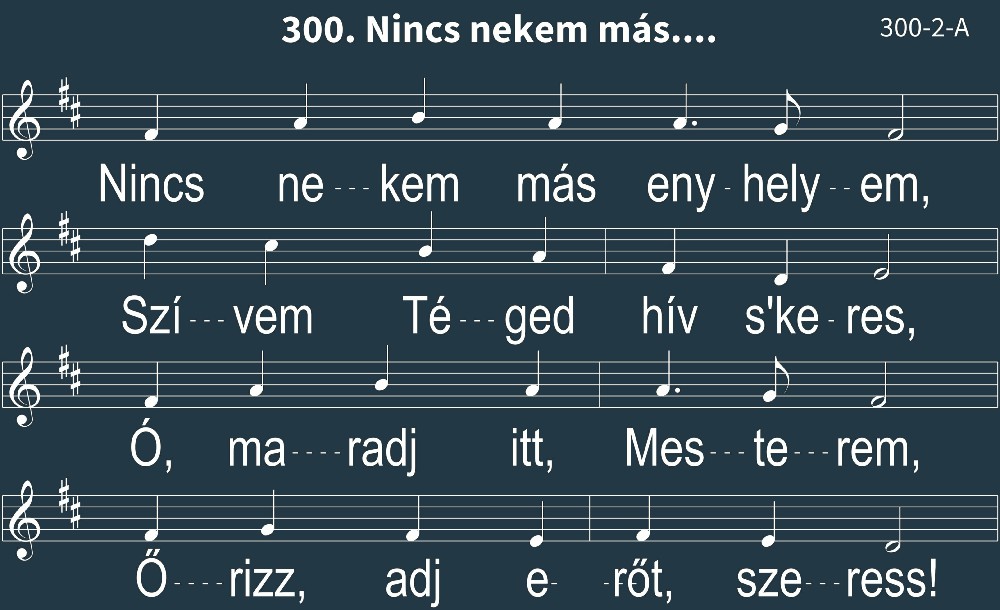 300. Nincs nekem más.... 300-2-A
Nincs ne---kem más eny-hely--em,
Szí---vem Té---ged hív s'ke-res,
Ó, ma----radj itt, Mes---te---rem,
Ő----rizz, adj e- -rőt, sze---ress!